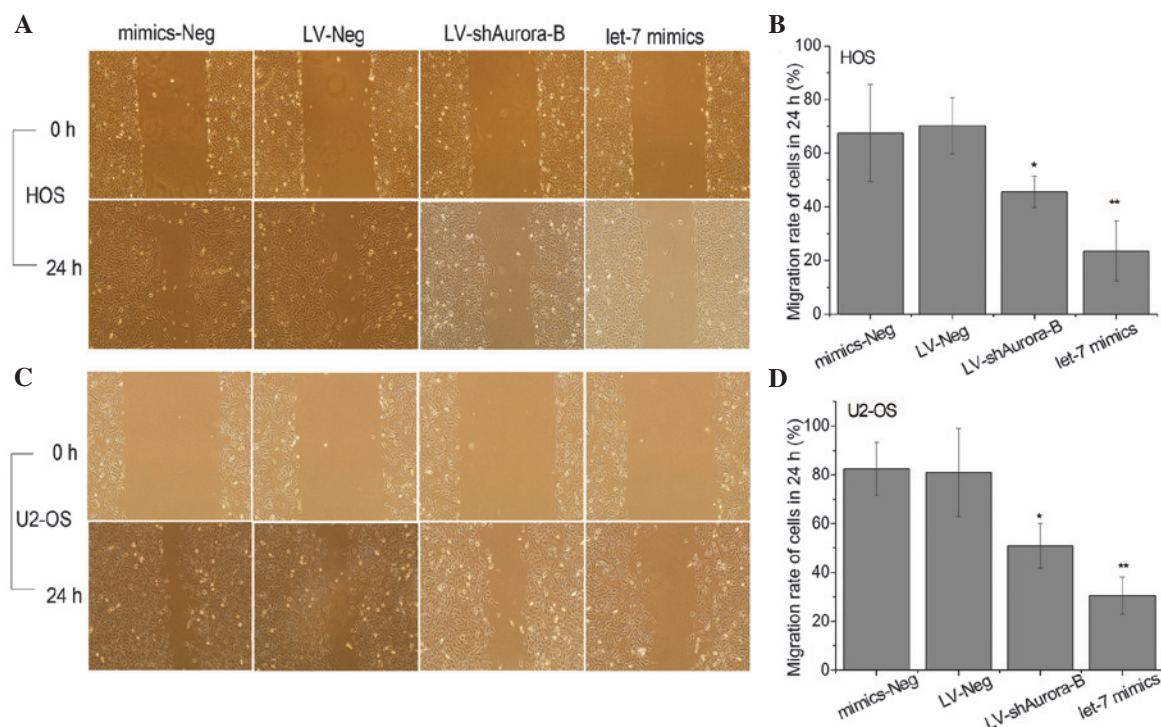 A
mimics-Neg LV-Neg LV-shAurora-B let-7 mimics
0 h
HOS
24 h
B
HOS
Migration rate of cells in 24 h (%)
100
80
60
40
20
0
*
**
mimics-Neg LV-Neg LV-shAurora-B let-7 mimics
C
0 h
U2-OS
24 h
D
U2-OS
Migration rate of cells in 24 h (%)
100
80
60
40
20
0
*
**
mimics-Neg LV-Neg LV-shAurora-B let-7 mimics